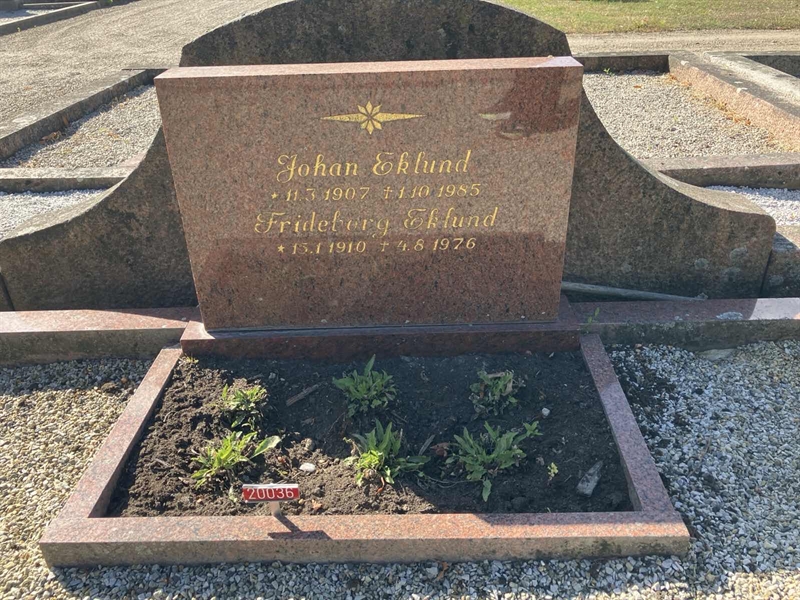 Johan Eklund
* 11.3 1907 † 1.10 1985
Frideborg Eklund
* 15.1 1910 † 4.8 1976
20036